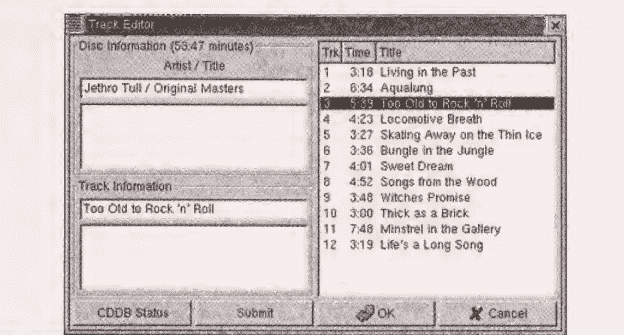 Track Editor
Disc Information (53:47 minutes)
Artist / Title
Jethro Tull / Original Masters
Track Information
Too Old to Rock 'n' Roll
CDDB Status
Submit
Trk Time Title
1 3:18 Living in the Past
2 6:34 Aqualung
3 5:39 Too Old to Rock 'n' Roll
4 4:23 Locomotive Breath
5 3:27 Skating Away on the Thin Ice
6 3:36 Bungle in the Jungle
7 4:01 Sweet Dream
8 4:52 Songs from the Wood
9 3:48 Witches Promise
10 3:00 Thick as a Brick
11 7:48 Minstrel in the Gallery
12 3:19 Life's a Long Song
OK
Cancel